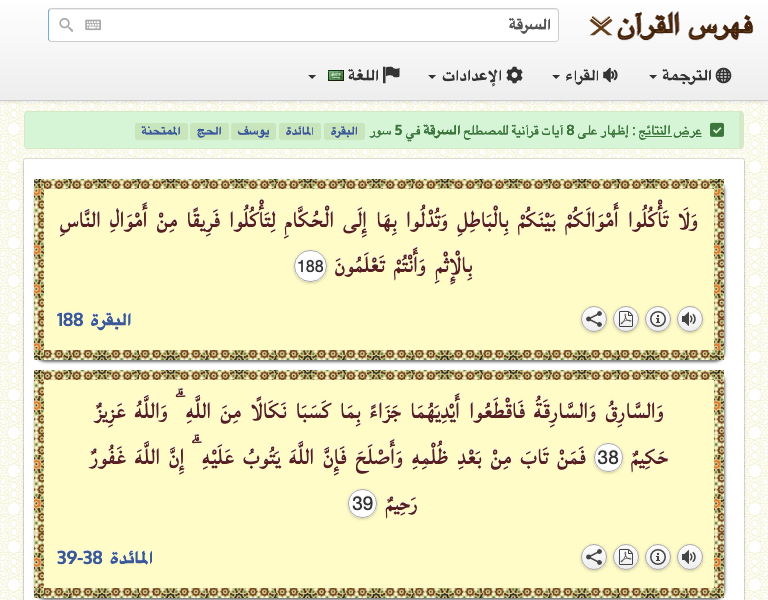 فهرس القرآن
السرقة
الترجمة القراء الإعدادات اللغة
عرض النتائج : إظهار على 8 آيات قرآنية للمصطلح السرقة في 5 سور البقرة المائدة يوسف الحج الممتحنة
وَلَا تَأْكُلُوا أَمْوَالَكُمْ بَيْنَكُمْ بِالْبَاطِلِ وَتُدْلُوا بِهَا إِلَى الْحُكَّامِ لِتَأْكُلُوا فَرِيقًا مِنْ أَمْوَالِ النَّاسِ
بِالْإِثْمِ وَأَنْتُمْ تَعْلَمُونَ 188
البقرة 188
وَالسَّارِقُ وَالسَّارِقَةُ فَاقْطَعُوا أَيْدِيَهُمَا جَزَاءً بِمَا كَسَبَا نَكَالًا مِنَ اللَّهِ ۗ وَاللَّهُ عَزِيزٌ
حَكِيمٌ 38 فَمَنْ تَابَ مِنْ بَعْدِ ظُلْمِهِ وَأَصْلَحَ فَإِنَّ اللَّهَ يَتُوبُ عَلَيْهِ ۗ إِنَّ اللَّهَ غَفُورٌ
رَحِيمٌ 39
المائدة 38-39